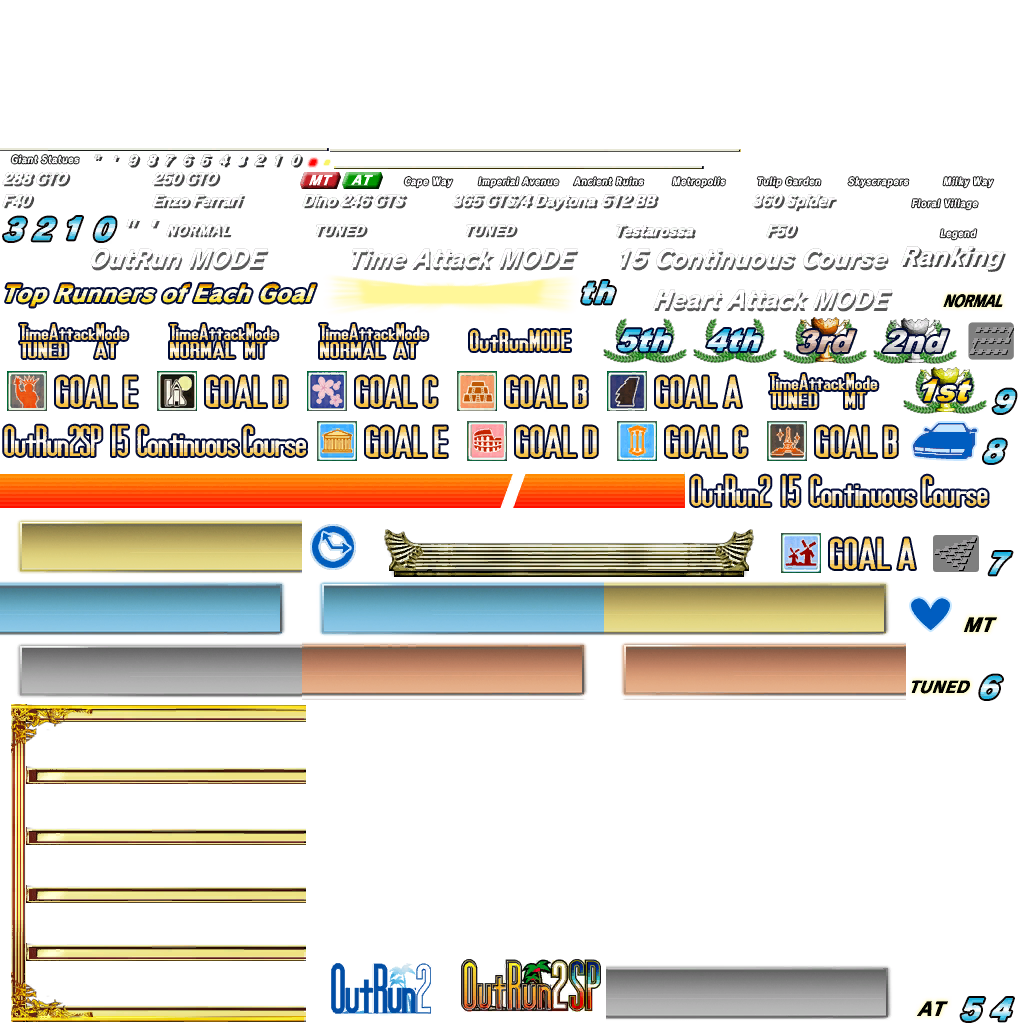 Giant Statues " ' 9 8 7 6 5 4 3 2 1 0
288 GTO 250 GTO MT AT Cape Way Imperial Avenue Ancient Ruins Metropolis Tulip Garden Skyscrapers Milky Way
F40 Enzo Ferrari Dino 246 GTS 365 GTS/4 Daytona 512 BB 360 Spider Floral Village
3 2 1 0 " ' NORMAL TUNED TUNED Testarossa F50 Legend
OutRun MODE Time Attack MODE 15 Continuous Course Ranking
Top Runners of Each Goal th Heart Attack MODE NORMAL
TimeAttackMode TimeAttackMode TimeAttackMode OutRunMODE 5th 4th 3rd 2nd
TUNED AT NORMAL MT NORMAL AT
GOAL E GOAL D GOAL C GOAL B GOAL A TimeAttackMode 1st 9
TUNED MT
OutRun2SP 15 Continuous Course GOAL E GOAL D GOAL C GOAL B 8
OutRun2 15 Continuous Course
GOAL A 7
MT
TUNED 6
OutRun2 OutRun2SP AT 5 4